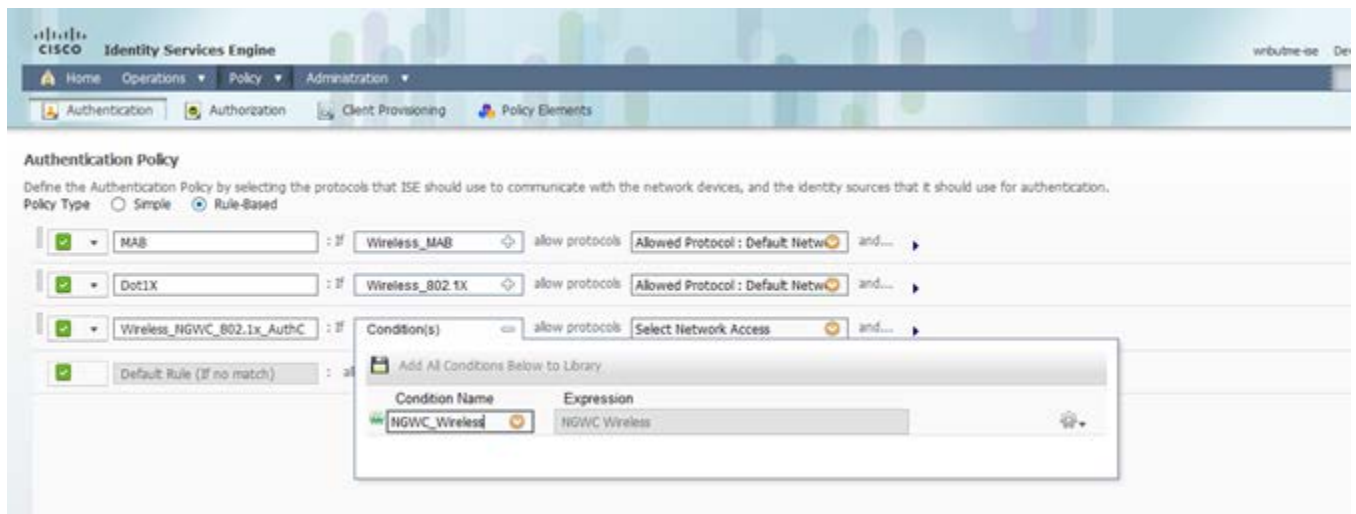 CISCO Identity Services Engine
wnbutme-ise Dev
Home Operations Policy Administration
Authentication Authorization Client Provisioning Policy Elements
Authentication Policy
Define the Authentication Policy by selecting the protocols that ISE should use to communicate with the network devices, and the identity sources that it should use for authentication.
Policy Type Simple Rule-Based
MAB : If Wireless_MAB allow protocols Allowed Protocol : Default Netw and...
Dot1X : If Wireless_802.1X allow protocols Allowed Protocol : Default Netw and...
Wireless_NGWC_802.1x_AuthC : If Condition(s) allow protocols Select Network Access and...
Default Rule (If no match) : al
Add All Conditions Below to Library
Condition Name Expression
NGWC_Wireless NGWC Wireless